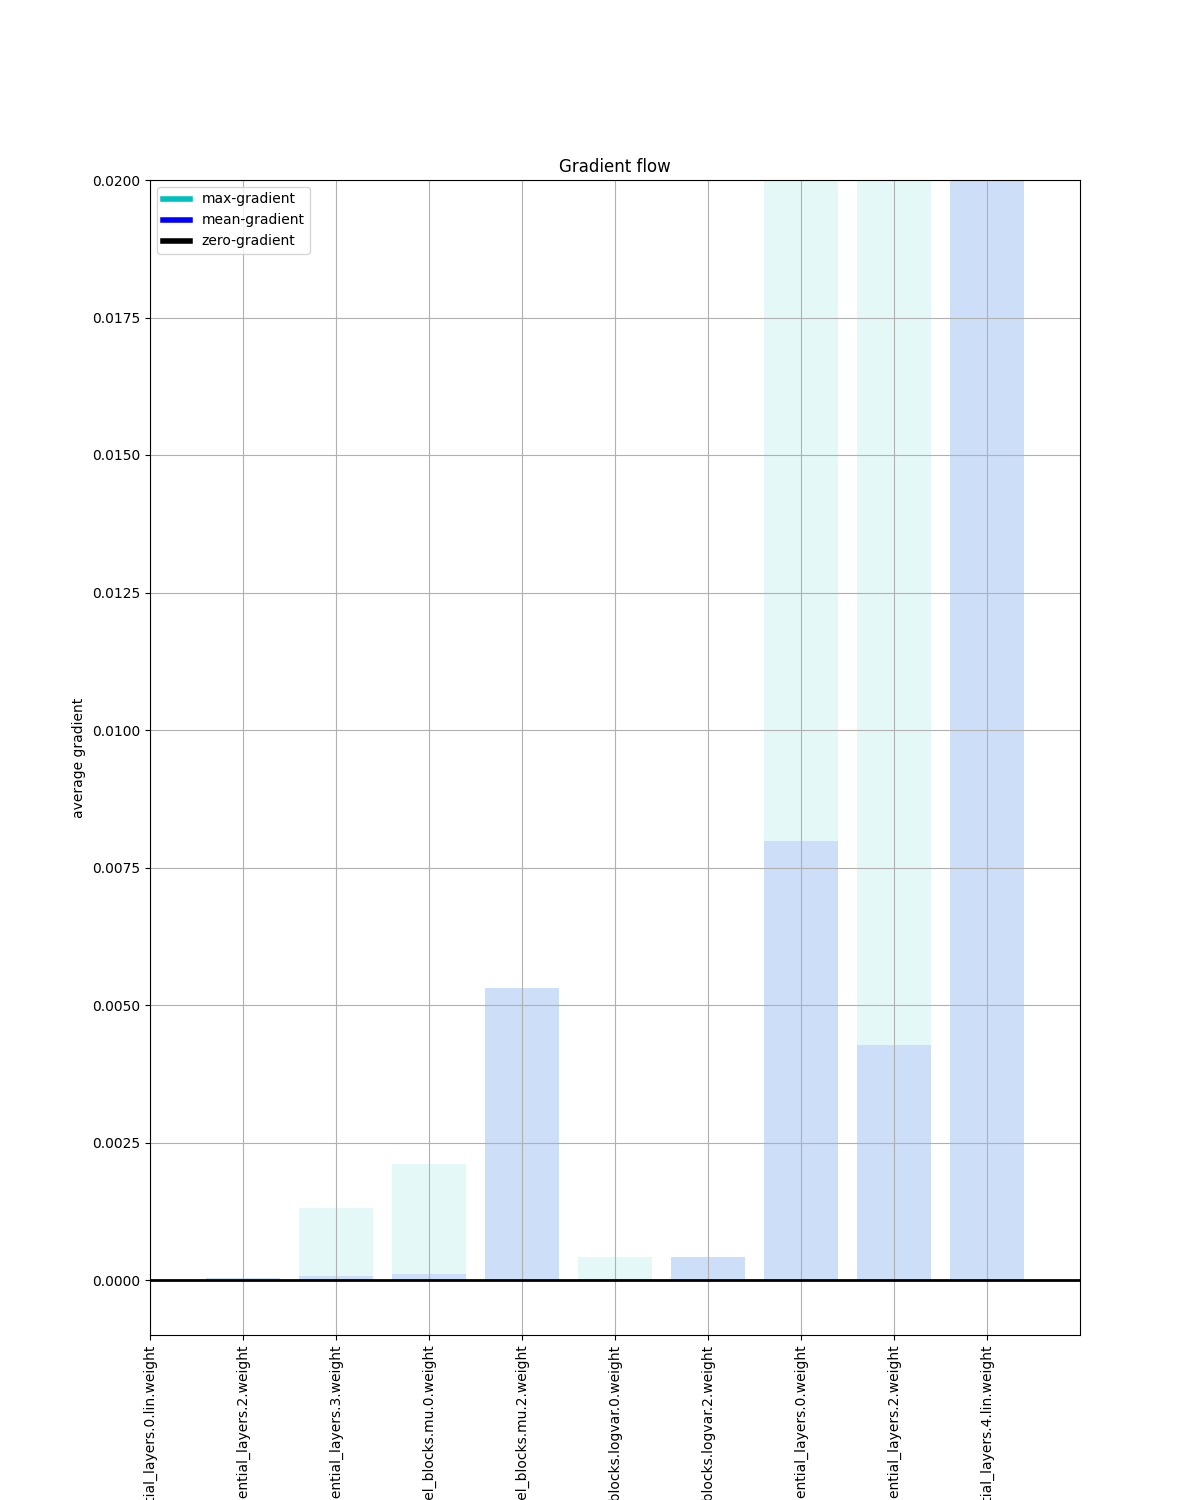 Gradient flow
max-gradient
mean-gradient
zero-gradient
average gradient
0.0200
0.0175
0.0150
0.0125
0.0100
0.0075
0.0050
0.0025
0.0000
tial_layers.0.lin.weight
ential_layers.2.weight
ential_layers.3.weight
el_blocks.mu.0.weight
el_blocks.mu.2.weight
blocks.logvar.0.weight
blocks.logvar.2.weight
ential_layers.0.weight
ential_layers.2.weight
tial_layers.4.lin.weight